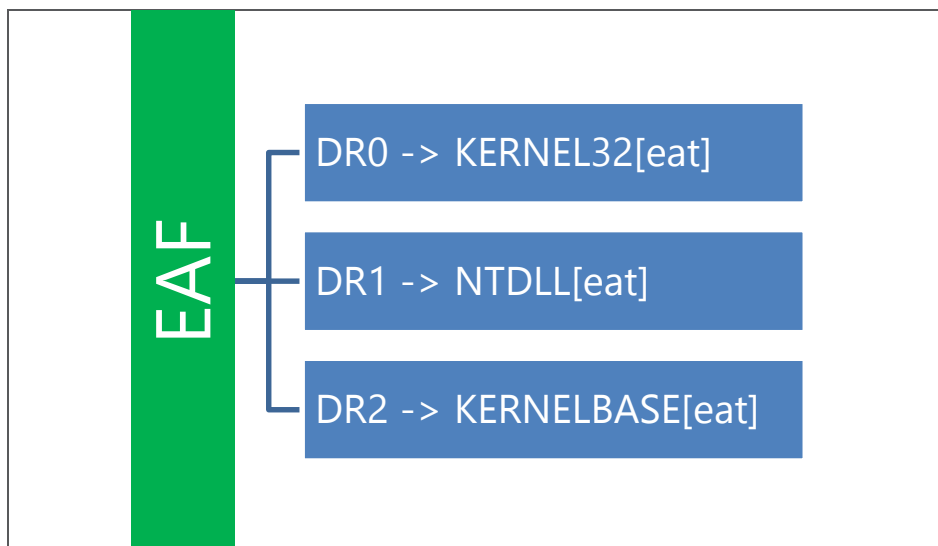 EAF
DR0 -> KERNEL32[eat]
DR1 -> NTDLL[eat]
DR2 -> KERNELBASE[eat]